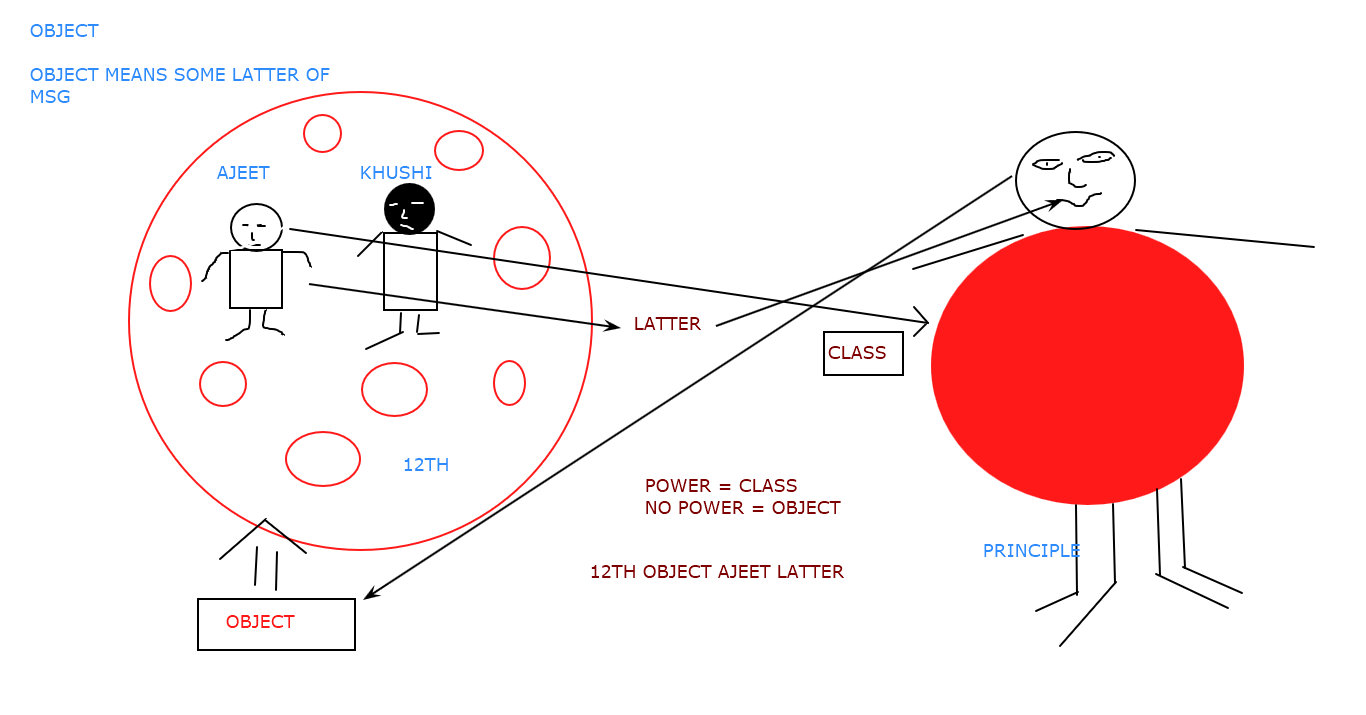 OBJECT
OBJECT MEANS SOME LATTER OF
MSG
AJEET
KHUSHI
LATTER
CLASS
12TH
POWER = CLASS
NO POWER = OBJECT
PRINCIPLE
12TH OBJECT AJEET LATTER
OBJECT